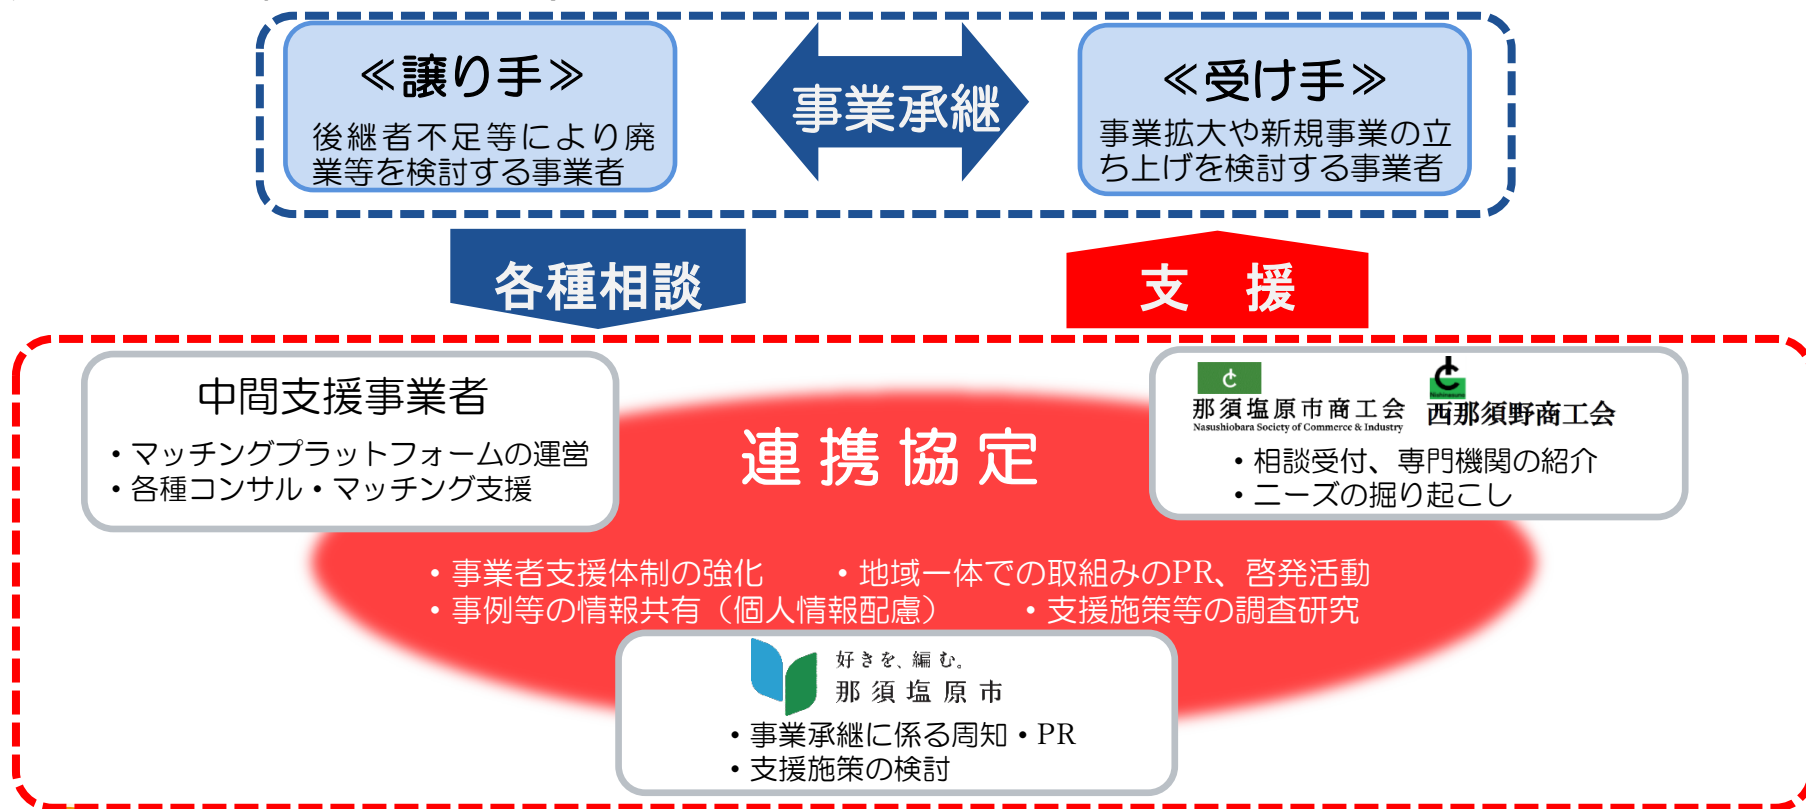 ≪譲り手≫
後継者不足等により廃
業等を検討する事業者
事業承継
≪受け手≫
事業拡大や新規事業の立
ち上げを検討する事業者
各種相談
支　援
中間支援事業者
・マッチングプラットフォームの運営
・各種コンサル・マッチング支援
連携協定
那須塩原市商工会
Nasushiobara Society of Commerce & Industry
西那須野商工会
・相談受付、専門機関の紹介
・ニーズの掘り起こし
・事業者支援体制の強化　・地域一体での取組みのPR、啓発活動
・事例等の情報共有（個人情報配慮）　・支援施策等の調査研究
好きを、編む。
那須塩原市
・事業承継に係る周知・PR
・支援施策の検討